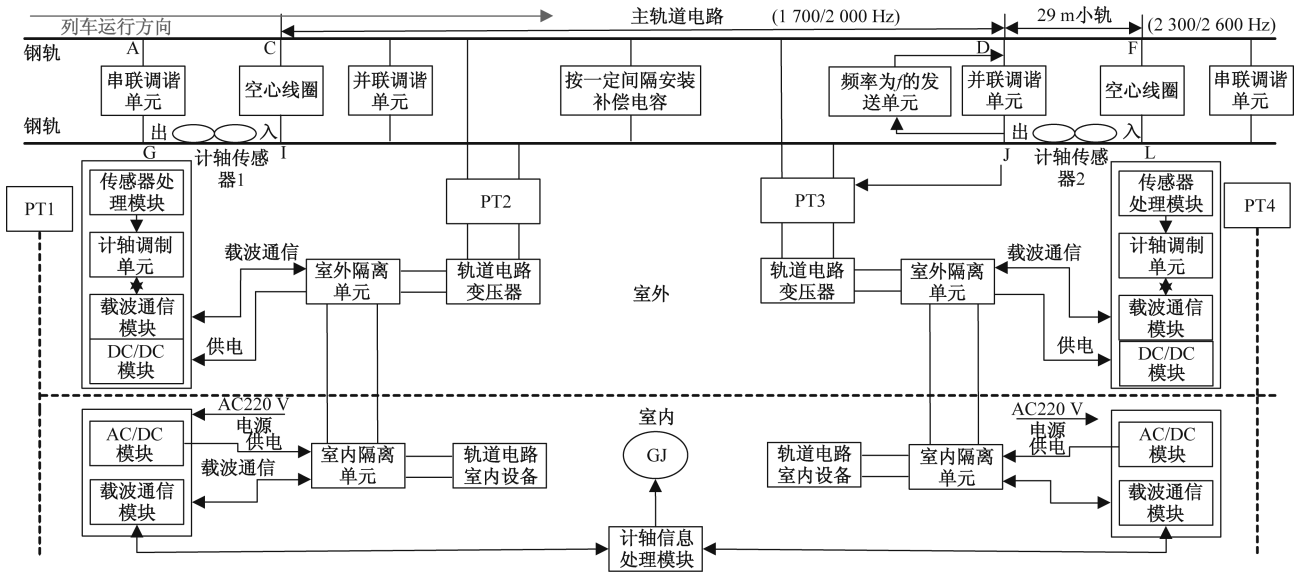 列车运行方向
主轨道电路
(1 700/2 000 Hz)
29 m小轨
(2 300/2 600 Hz)
钢轨
A
C
D
F
串联调谐
单元
空心线圈
并联调谐
单元
按一定间隔安装
补偿电容
频率为f的发
送单元
并联调谐
单元
空心线圈
串联调谐
单元
钢轨
出
入
出
入
G
I
J
L
计轴传感
器1
计轴传感
器2
PT1
传感器处
理模块
计轴调制
单元
载波通信
模块
DC/DC
模块
载波通信
供电
室外隔离
单元
PT2
轨道电路
变压器
室外
PT3
轨道电路
变压器
室外隔离
单元
载波通信
供电
传感器
处理模块
计轴调制
单元
载波通信
模块
DC/DC
模块
PT4
AC/DC
模块
载波通信
模块
AC220 V
电源
供电
载波通信
室内隔离
单元
轨道电路
室内设备
室内
GJ
计轴信息
处理模块
轨道电路
室内设备
室内隔离
单元
AC220 V
电源
供电
AC/DC
模块
载波通信
模块